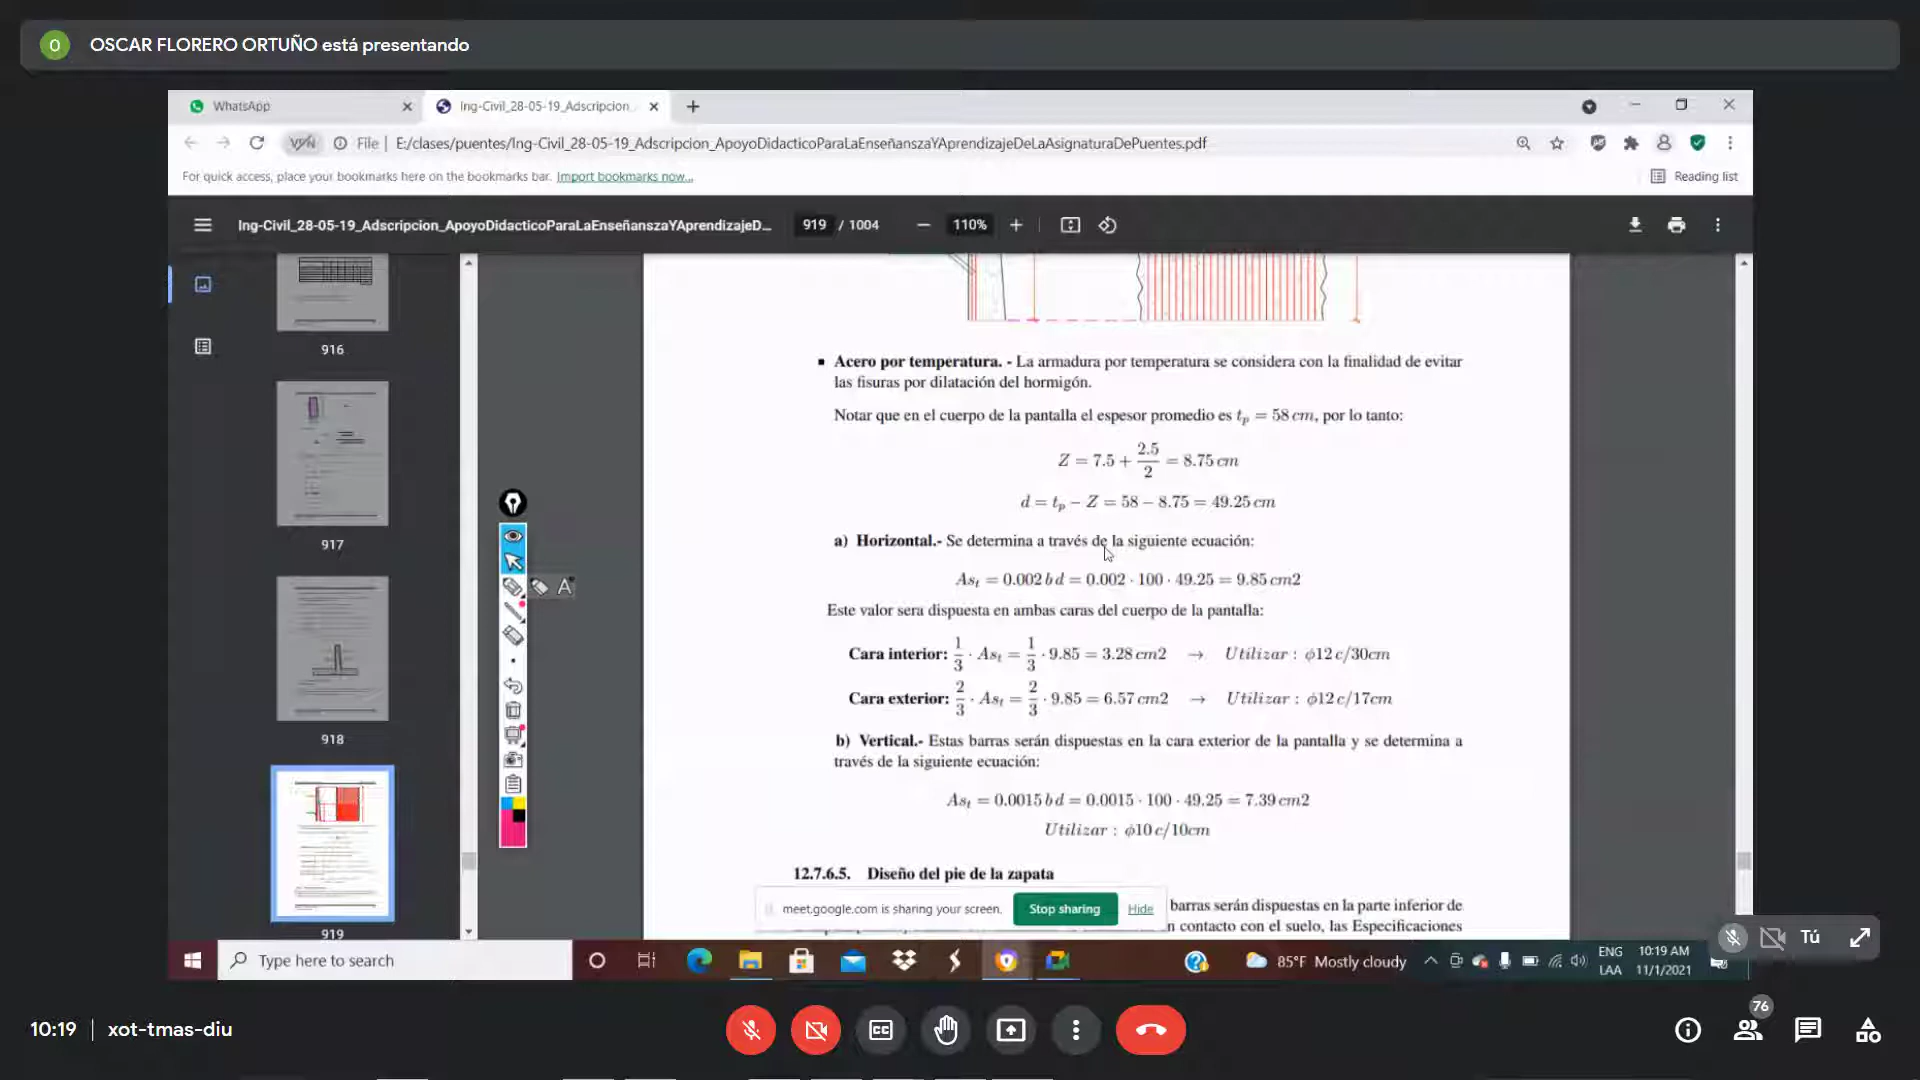 O OSCAR FLORERO ORTUÑO está presentando
WhatsApp
Ing-Civil_28-05-19_Adscripcion_
VPN
File | E:/clases/puentes/Ing-Civil_28-05-19_Adscripcion_ApoyoDidacticoParaLaEnseñanszaYAprendizajeDeLaAsignaturaDePuentes.pdf
For quick access, place your bookmarks here on the bookmarks bar. Import bookmarks now...
Reading list
Ing-Civil_28-05-19_Adscripcion_ApoyoDidacticoParaLaEnseñanszaYAprendizajeD...
919 / 1004
110%
916
917
918
919
A
▪ Acero por temperatura. - La armadura por temperatura se considera con la finalidad de evitar
las fisuras por dilatación del hormigón.
Notar que en el cuerpo de la pantalla el espesor promedio es t_p = 58 cm, por lo tanto:
Z = 7.5 + 2.5/2 = 8.75 cm
d = t_p − Z = 58 − 8.75 = 49.25 cm
a) Horizontal.- Se determina a través de la siguiente ecuación:
As_t = 0.002 b d = 0.002 · 100 · 49.25 = 9.85 cm2
Este valor sera dispuesta en ambas caras del cuerpo de la pantalla:
Cara interior: 1/3 · As_t = 1/3 · 9.85 = 3.28 cm2 → Utilizar : ϕ12 c/30cm
Cara exterior: 2/3 · As_t = 2/3 · 9.85 = 6.57 cm2 → Utilizar : ϕ12 c/17cm
b) Vertical.- Estas barras serán dispuestas en la cara exterior de la pantalla y se determina a
través de la siguiente ecuación:
As_t = 0.0015 b d = 0.0015 · 100 · 49.25 = 7.39 cm2
Utilizar : ϕ10 c/10cm
12.7.6.5. Diseño del pie de la zapata
barras serán dispuestas en la parte inferior de
n contacto con el suelo, las Especificaciones
meet.google.com is sharing your screen.
Stop sharing
Hide
Tú
Type here to search
85°F Mostly cloudy
ENG
LAA
10:19 AM
11/1/2021
10:19 | xot-tmas-diu
CC
76